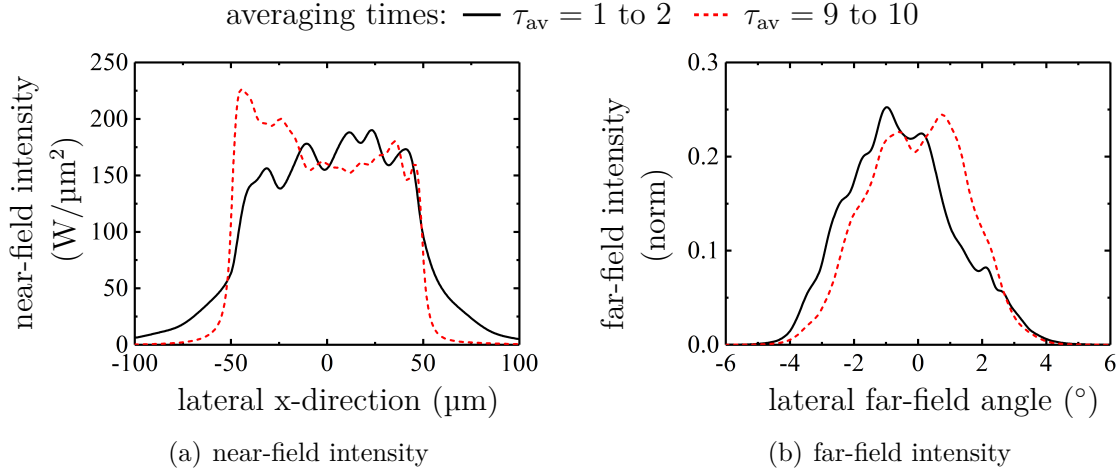 averaging times: τav = 1 to 2 τav = 9 to 10
near-field intensity
(W/µm²)
250
200
150
100
50
0
-100 -50 0 50 100
lateral x-direction (µm)
(a) near-field intensity
far-field intensity
(norm)
0.3
0.2
0.1
0.0
-6 -4 -2 0 2 4 6
lateral far-field angle (°)
(b) far-field intensity